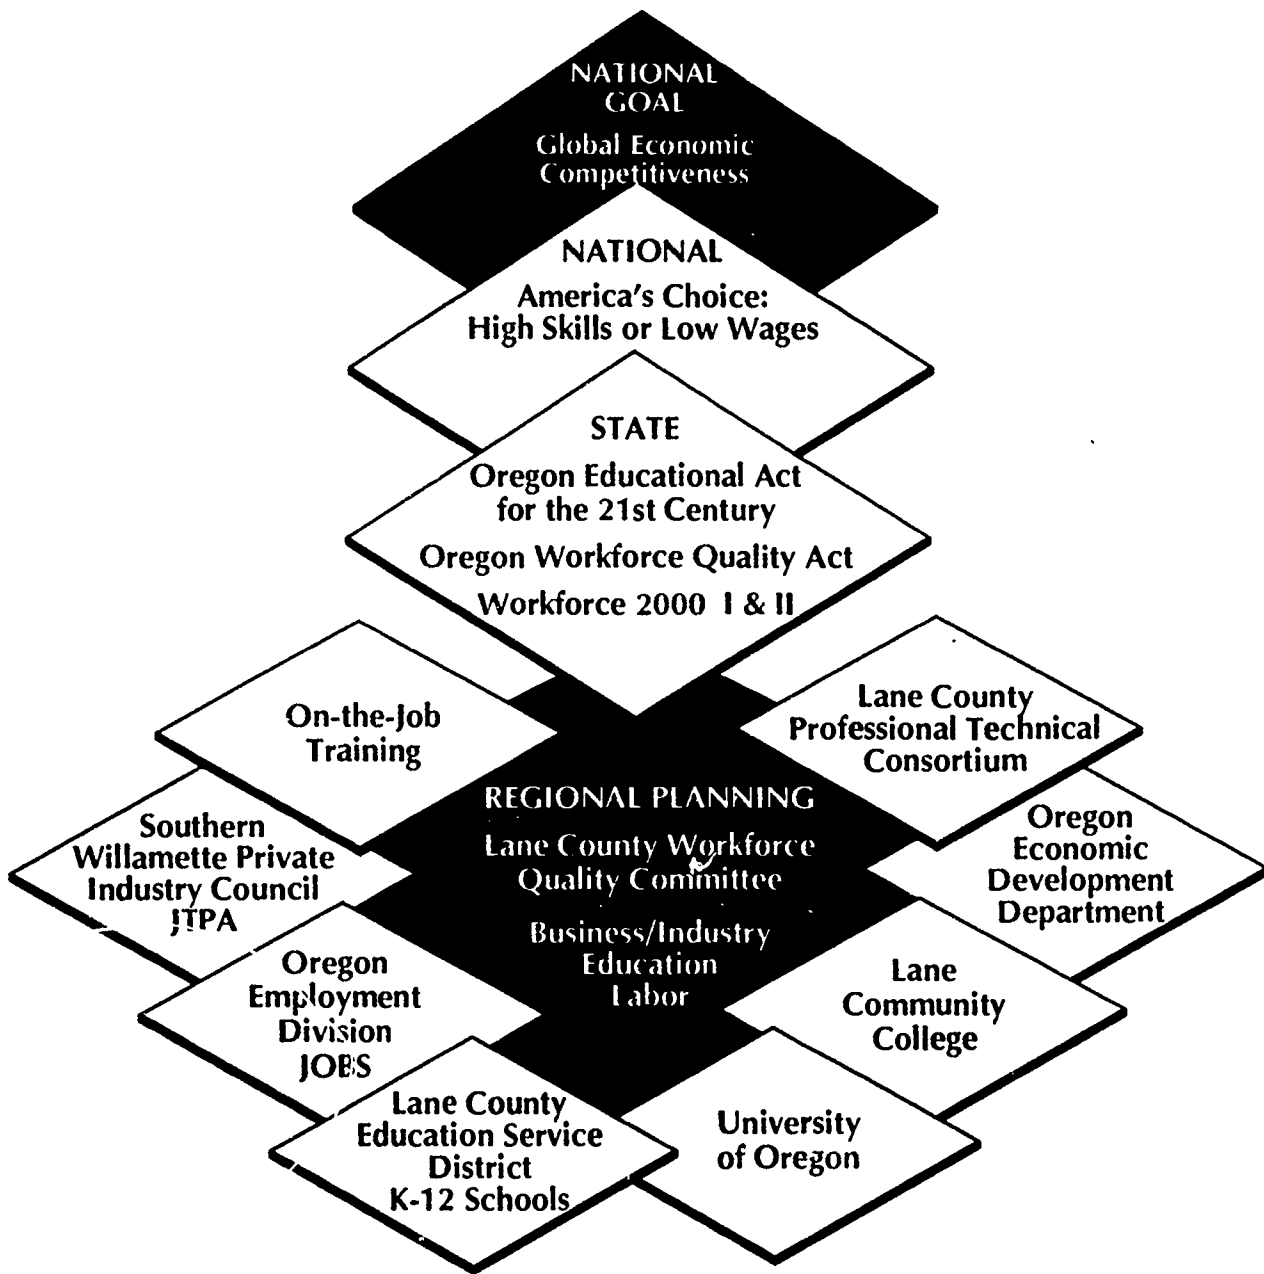 NATIONAL
GOAL
Global Economic
Competitiveness
NATIONAL
America's Choice:
High Skills or Low Wages
STATE
Oregon Educational Act
for the 21st Century
Oregon Workforce Quality Act
Workforce 2000 I & II
On-the-Job
Training
Lane County
Professional Technical
Consortium
REGIONAL PLANNING
Lane County Workforce
Quality Committee
Business/Industry
Education
Labor
Southern
Willamette Private
Industry Council
JTPA
Oregon
Economic
Development
Department
Oregon
Employment
Division
JOBS
Lane
Community
College
Lane County
Education Service
District
K-12 Schools
University
of Oregon